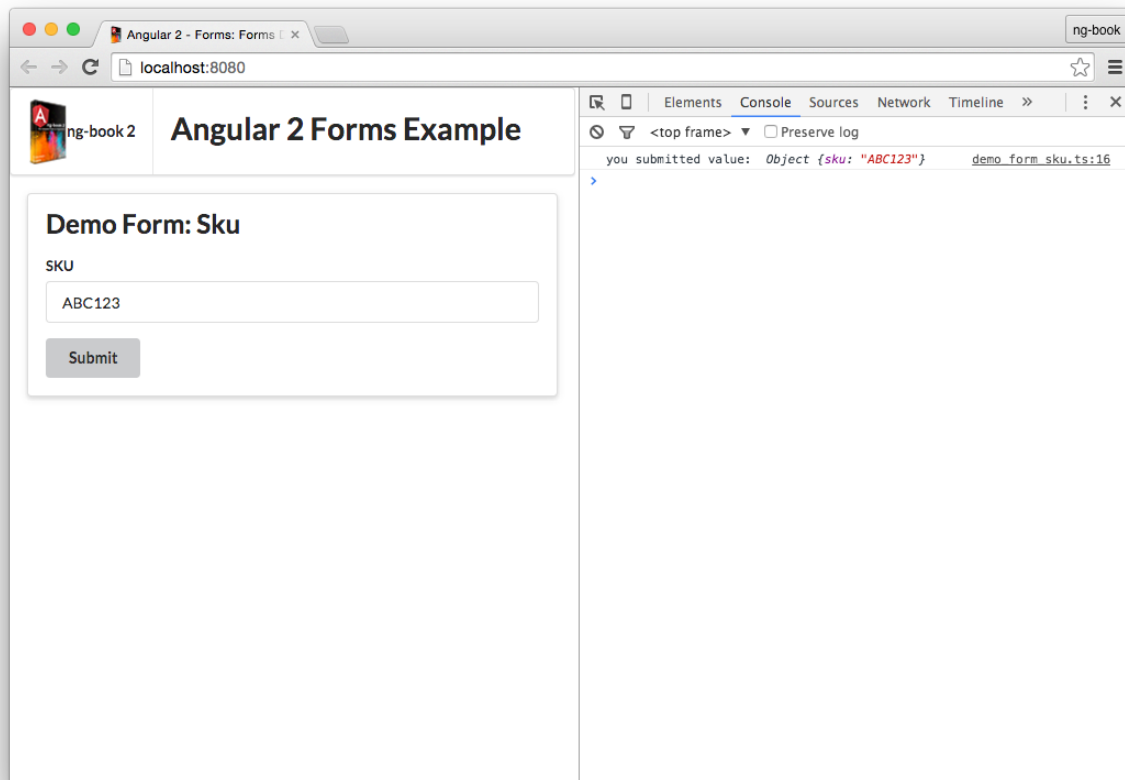 Angular 2 - Forms: Forms
ng-book
localhost:8080
ng-book 2
Angular 2 Forms Example
Elements Console Sources Network Timeline »
<top frame> ▼ Preserve log
you submitted value: Object {sku: "ABC123"} demo_form_sku.ts:16
>
Demo Form: Sku
SKU
ABC123
Submit